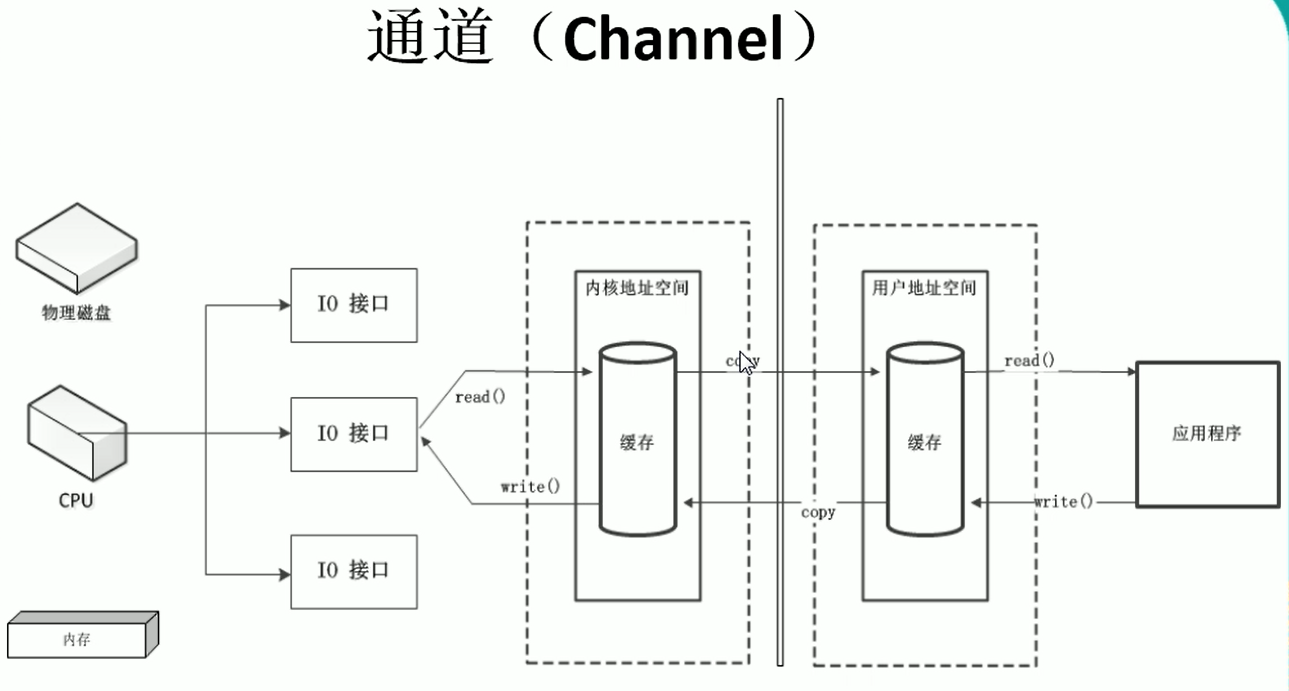 通道（Channel）
物理磁盘
CPU
内存
IO 接口
IO 接口
IO 接口
read()
write()
内核地址空间
缓存
copy
copy
用户地址空间
缓存
read()
write()
应用程序